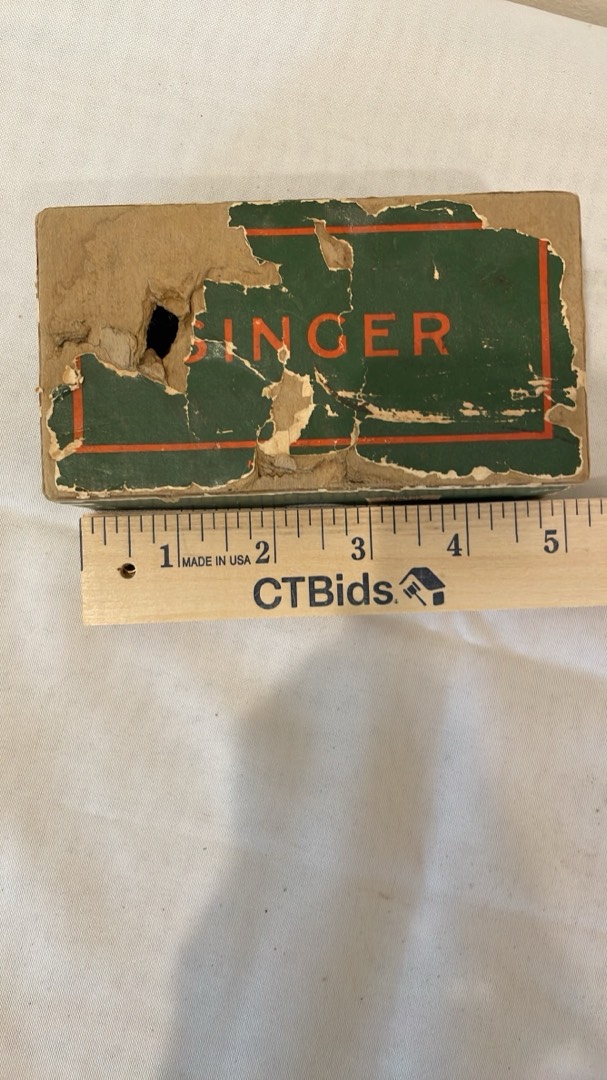 SINGER
1 MADE IN USA 2 3 4 5
CTBids.